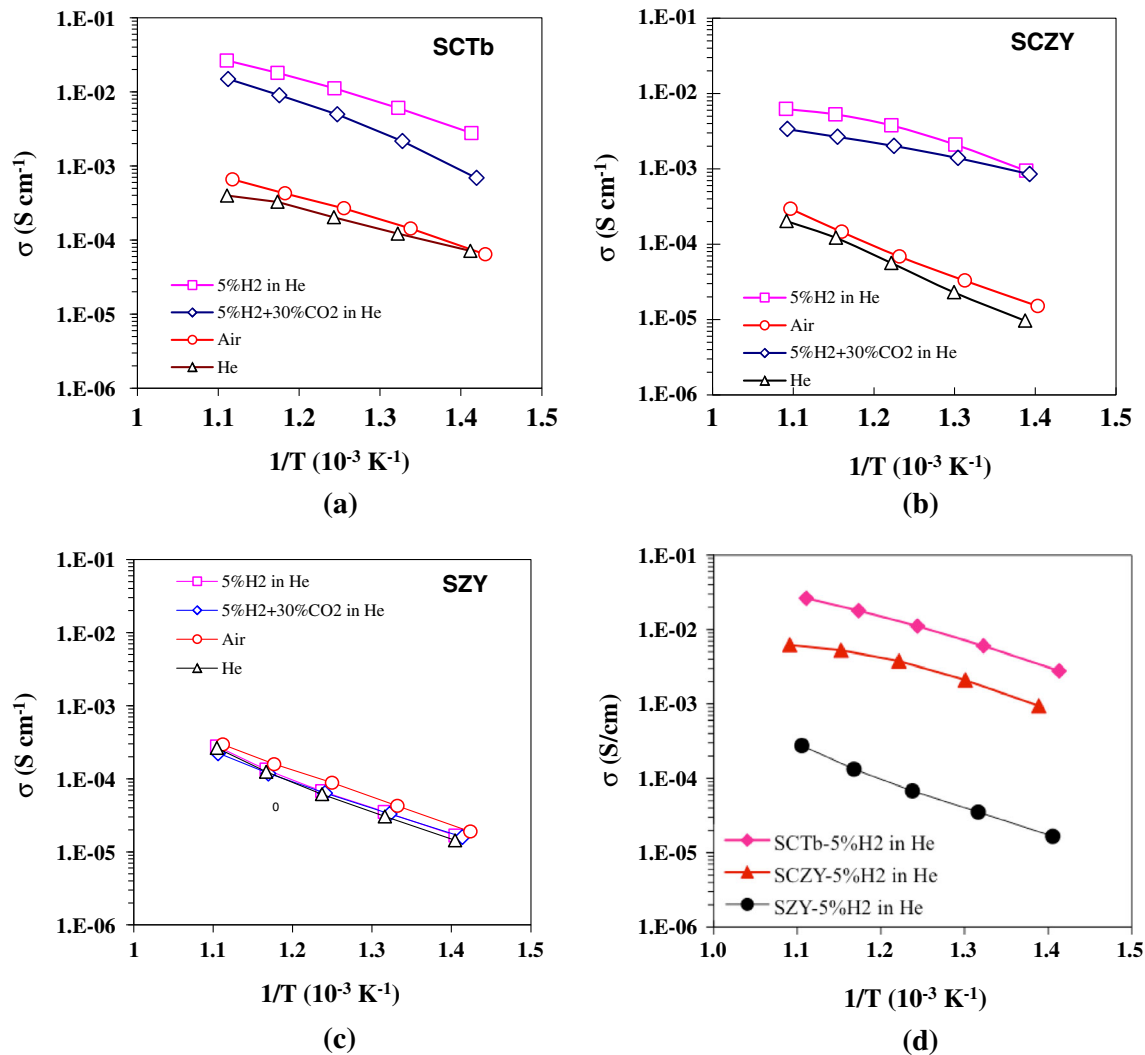 SCTb
1.E-01
1.E-02
1.E-03
1.E-04
1.E-05
1.E-06
σ (S cm-1)
5%H2 in He
5%H2+30%CO2 in He
Air
He
1 1.1 1.2 1.3 1.4 1.5
1/T (10-3 K-1)
(a)
SCZY
1.E-01
1.E-02
1.E-03
1.E-04
1.E-05
1.E-06
σ (S cm-1)
5%H2 in He
Air
5%H2+30%CO2 in He
He
1 1.1 1.2 1.3 1.4 1.5
1/T (10-3 K-1)
(b)
SZY
1.E-01
1.E-02
1.E-03
1.E-04
1.E-05
1.E-06
σ (S cm-1)
5%H2 in He
5%H2+30%CO2 in He
Air
He
0
1 1.1 1.2 1.3 1.4 1.5
1/T (10-3 K-1)
(c)
1.E-01
1.E-02
1.E-03
1.E-04
1.E-05
1.E-06
σ (S/cm)
SCTb-5%H2 in He
SCZY-5%H2 in He
SZY-5%H2 in He
1.0 1.1 1.2 1.3 1.4 1.5
1/T (10-3 K-1)
(d)